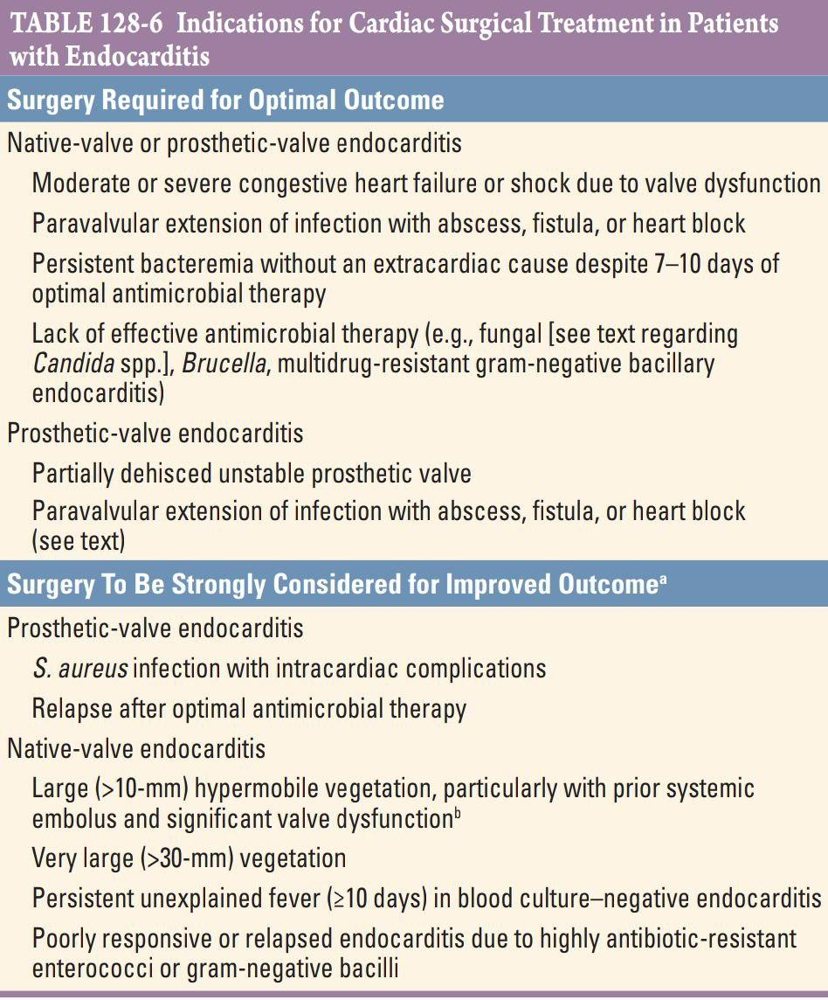 TABLE 128-6 Indications for Cardiac Surgical Treatment in Patients
with Endocarditis
Surgery Required for Optimal Outcome
Native-valve or prosthetic-valve endocarditis
Moderate or severe congestive heart failure or shock due to valve dysfunction
Paravalvular extension of infection with abscess, fistula, or heart block
Persistent bacteremia without an extracardiac cause despite 7–10 days of
optimal antimicrobial therapy
Lack of effective antimicrobial therapy (e.g., fungal [see text regarding
Candida spp.], Brucella, multidrug-resistant gram-negative bacillary
endocarditis)
Prosthetic-valve endocarditis
Partially dehisced unstable prosthetic valve
Paravalvular extension of infection with abscess, fistula, or heart block
(see text)
Surgery To Be Strongly Considered for Improved Outcomeᵃ
Prosthetic-valve endocarditis
S. aureus infection with intracardiac complications
Relapse after optimal antimicrobial therapy
Native-valve endocarditis
Large (>10-mm) hypermobile vegetation, particularly with prior systemic
embolus and significant valve dysfunctionᵇ
Very large (>30-mm) vegetation
Persistent unexplained fever (≥10 days) in blood culture–negative endocarditis
Poorly responsive or relapsed endocarditis due to highly antibiotic-resistant
enterococci or gram-negative bacilli